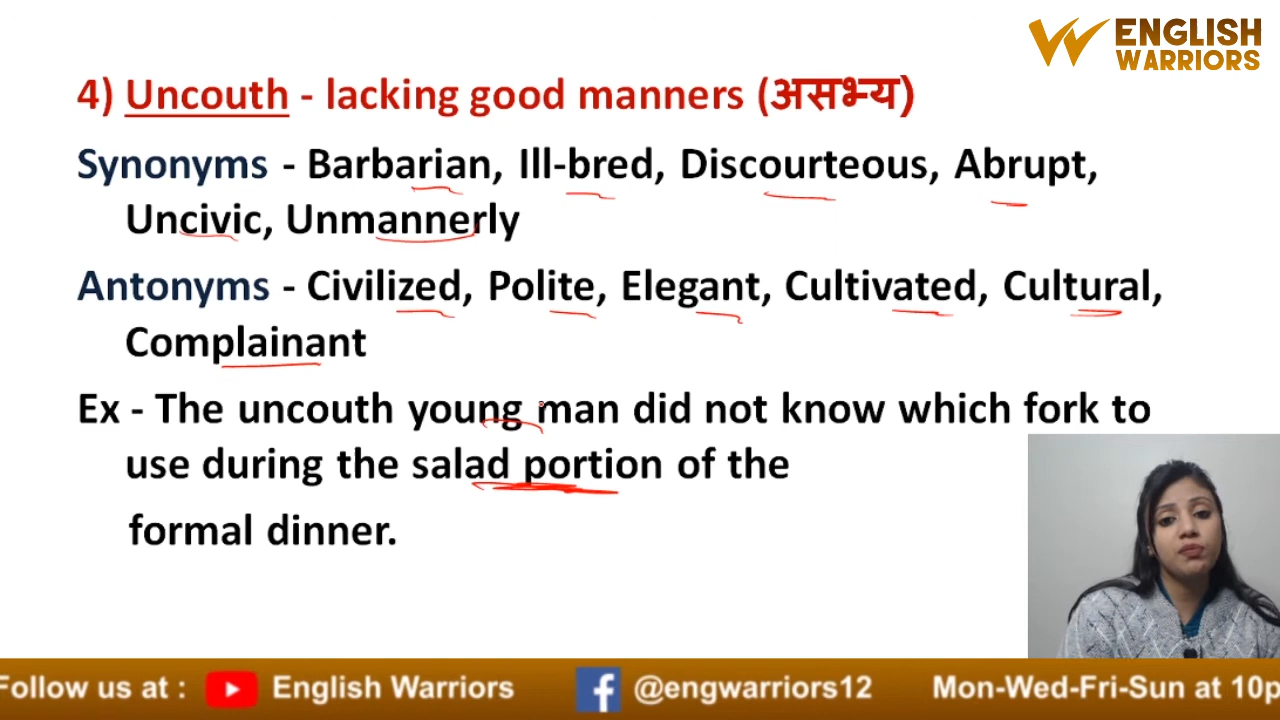 ENGLISH
WARRIORS
4) Uncouth - lacking good manners (असभ्य)
Synonyms - Barbarian, Ill-bred, Discourteous, Abrupt,
Uncivic, Unmannerly
Antonyms - Civilized, Polite, Elegant, Cultivated, Cultural,
Complainant
Ex - The uncouth young man did not know which fork to
use during the salad portion of the
formal dinner.
Follow us at : English Warriors @engwarriors12 Mon-Wed-Fri-Sun at 10p